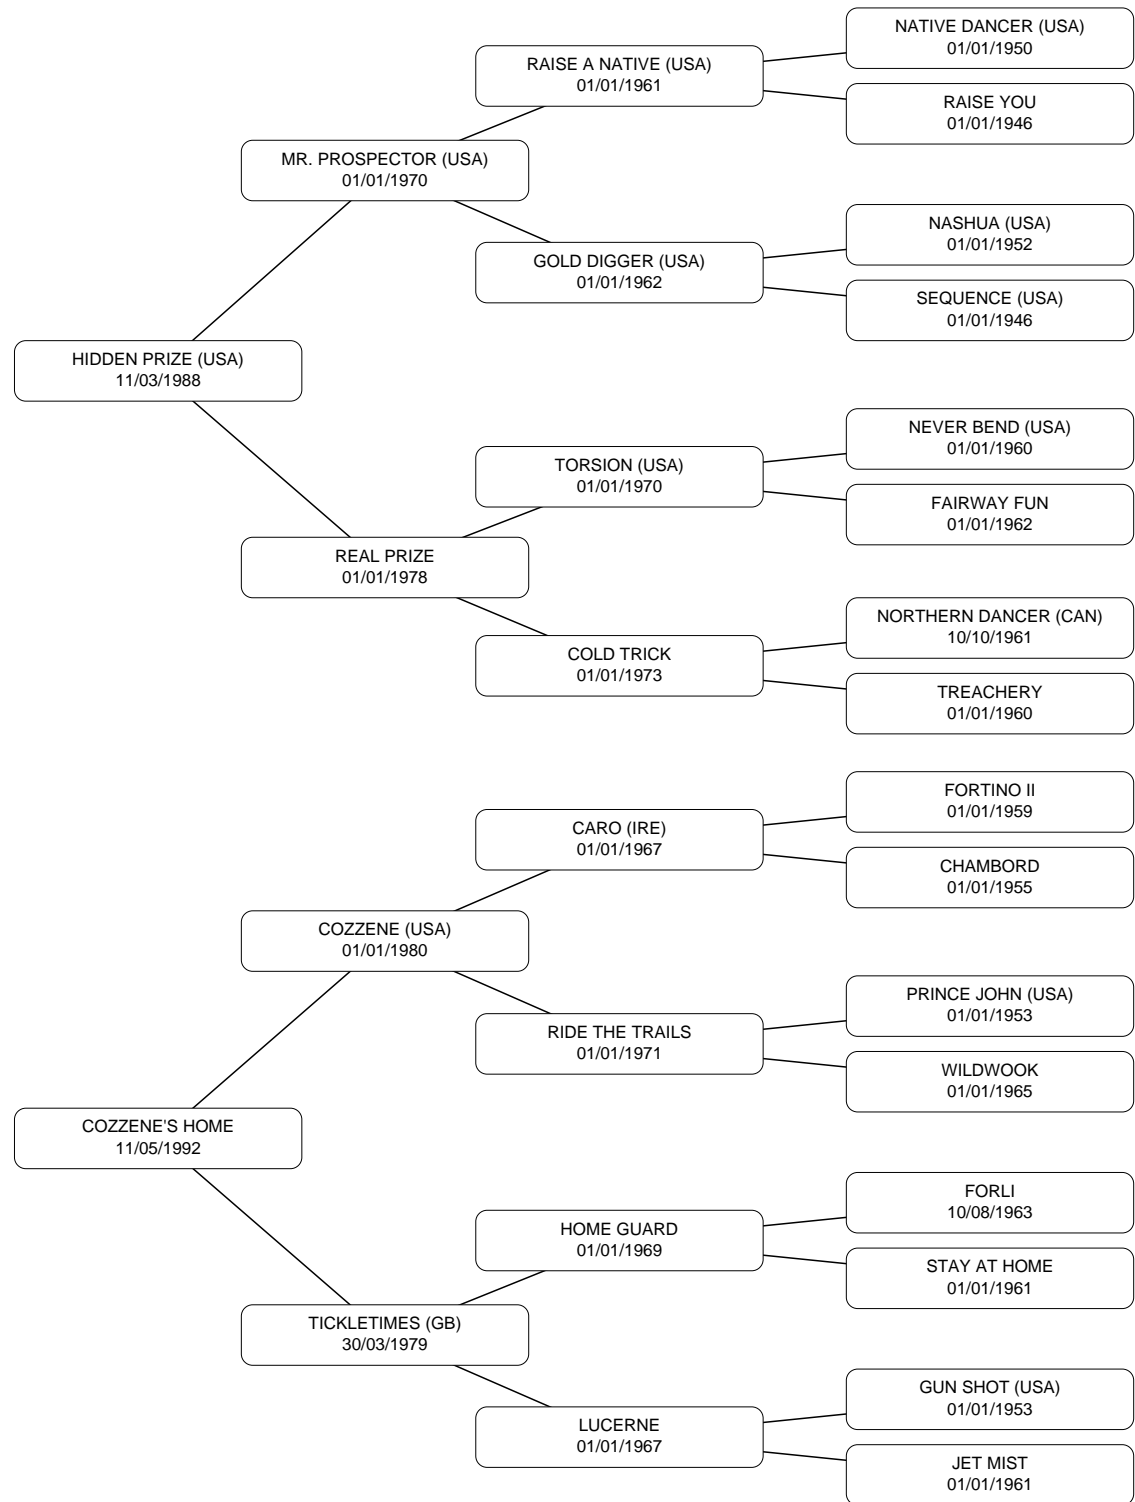 NATIVE DANCER (USA)
01/01/1950
RAISE A NATIVE (USA)
01/01/1961
RAISE YOU
01/01/1946
MR. PROSPECTOR (USA)
01/01/1970
NASHUA (USA)
01/01/1952
GOLD DIGGER (USA)
01/01/1962
SEQUENCE (USA)
01/01/1946
HIDDEN PRIZE (USA)
11/03/1988
NEVER BEND (USA)
01/01/1960
TORSION (USA)
01/01/1970
FAIRWAY FUN
01/01/1962
REAL PRIZE
01/01/1978
NORTHERN DANCER (CAN)
10/10/1961
COLD TRICK
01/01/1973
TREACHERY
01/01/1960
FORTINO II
01/01/1959
CARO (IRE)
01/01/1967
CHAMBORD
01/01/1955
COZZENE (USA)
01/01/1980
PRINCE JOHN (USA)
01/01/1953
RIDE THE TRAILS
01/01/1971
WILDWOOK
01/01/1965
COZZENE'S HOME
11/05/1992
FORLI
10/08/1963
HOME GUARD
01/01/1969
STAY AT HOME
01/01/1961
TICKLETIMES (GB)
30/03/1979
GUN SHOT (USA)
01/01/1953
LUCERNE
01/01/1967
JET MIST
01/01/1961